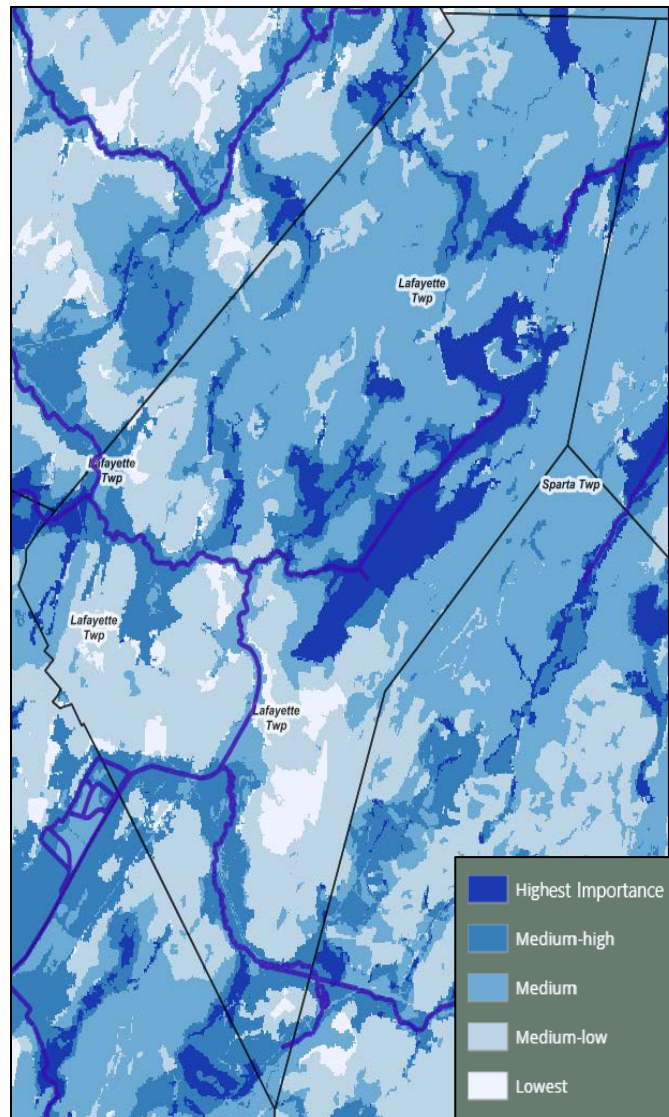 Lafayette
Twp
Lafayette
Twp
Sparta Twp
Lafayette
Twp
Lafayette
Twp
Highest Importance
Medium-high
Medium
Medium-low
Lowest